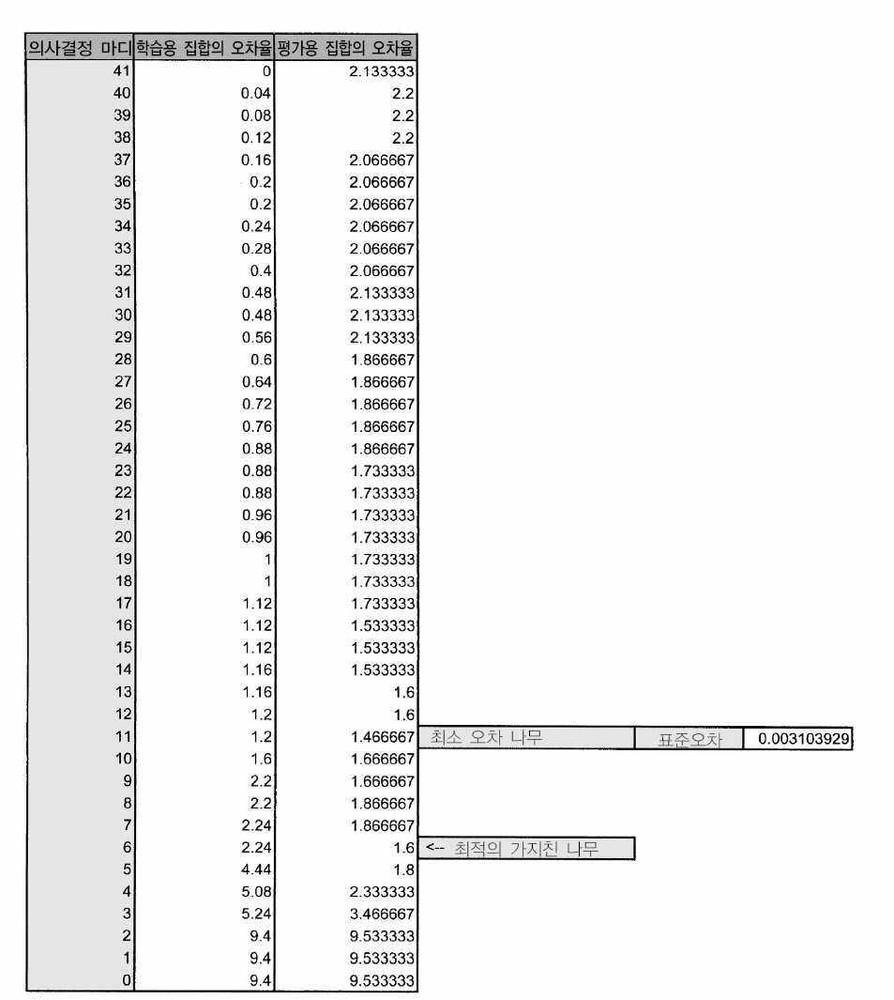 의사결정 마디 학습용 집합의 오차율 평가용 집합의 오차율
41 0 2.133333
40 0.04 2.2
39 0.08 2.2
38 0.12 2.2
37 0.16 2.066667
36 0.2 2.066667
35 0.2 2.066667
34 0.24 2.066667
33 0.28 2.066667
32 0.4 2.066667
31 0.48 2.133333
30 0.48 2.133333
29 0.56 2.133333
28 0.6 1.866667
27 0.64 1.866667
26 0.72 1.866667
25 0.76 1.866667
24 0.88 1.866667
23 0.88 1.733333
22 0.88 1.733333
21 0.96 1.733333
20 0.96 1.733333
19 1 1.733333
18 1 1.733333
17 1.12 1.733333
16 1.12 1.533333
15 1.12 1.533333
14 1.16 1.533333
13 1.16 1.6
12 1.2 1.6
11 1.2 1.466667 최소 오차 나무 표준오차 0.003103929
10 1.6 1.666667
9 2.2 1.666667
8 2.2 1.866667
7 2.24 1.866667
6 2.24 1.6 <-- 최적의 가지친 나무
5 4.44 1.8
4 5.08 2.333333
3 5.24 3.466667
2 9.4 9.533333
1 9.4 9.533333
0 9.4 9.533333